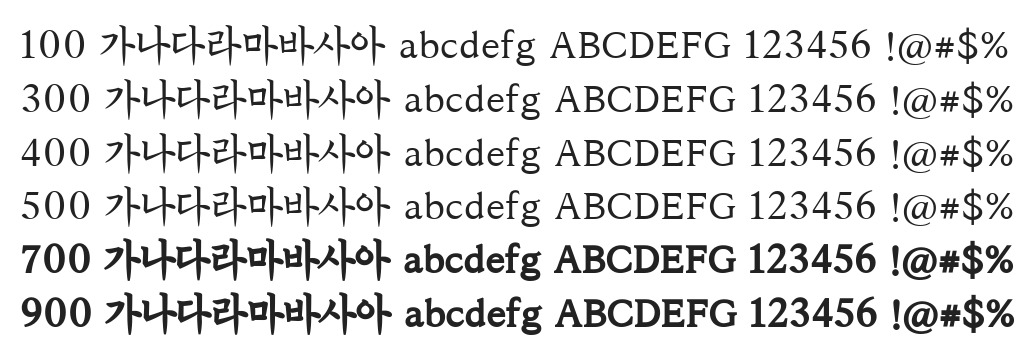 100 가나다라마바사아 abcdefg ABCDEFG 123456 !@#$%
300 가나다라마바사아 abcdefg ABCDEFG 123456 !@#$%
400 가나다라마바사아 abcdefg ABCDEFG 123456 !@#$%
500 가나다라마바사아 abcdefg ABCDEFG 123456 !@#$%
700 가나다라마바사아 abcdefg ABCDEFG 123456 !@#$%
900 가나다라마바사아 abcdefg ABCDEFG 123456 !@#$%